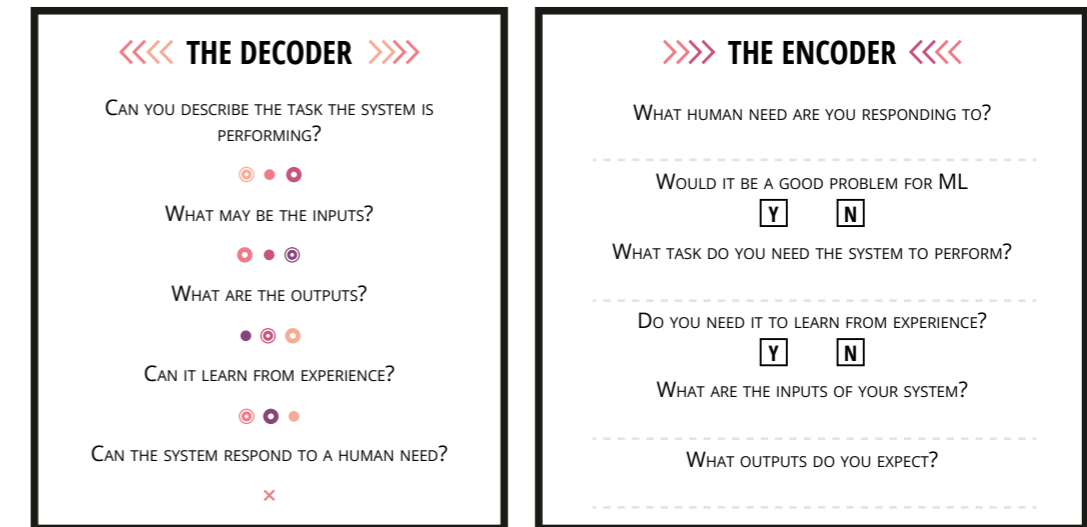 THE DECODER
CAN YOU DESCRIBE THE TASK THE SYSTEM IS
PERFORMING?
WHAT MAY BE THE INPUTS?
WHAT ARE THE OUTPUTS?
CAN IT LEARN FROM EXPERIENCE?
CAN THE SYSTEM RESPOND TO A HUMAN NEED?
THE ENCODER
WHAT HUMAN NEED ARE YOU RESPONDING TO?
WOULD IT BE A GOOD PROBLEM FOR ML
Y N
WHAT TASK DO YOU NEED THE SYSTEM TO PERFORM?
DO YOU NEED IT TO LEARN FROM EXPERIENCE?
Y N
WHAT ARE THE INPUTS OF YOUR SYSTEM?
WHAT OUTPUTS DO YOU EXPECT?